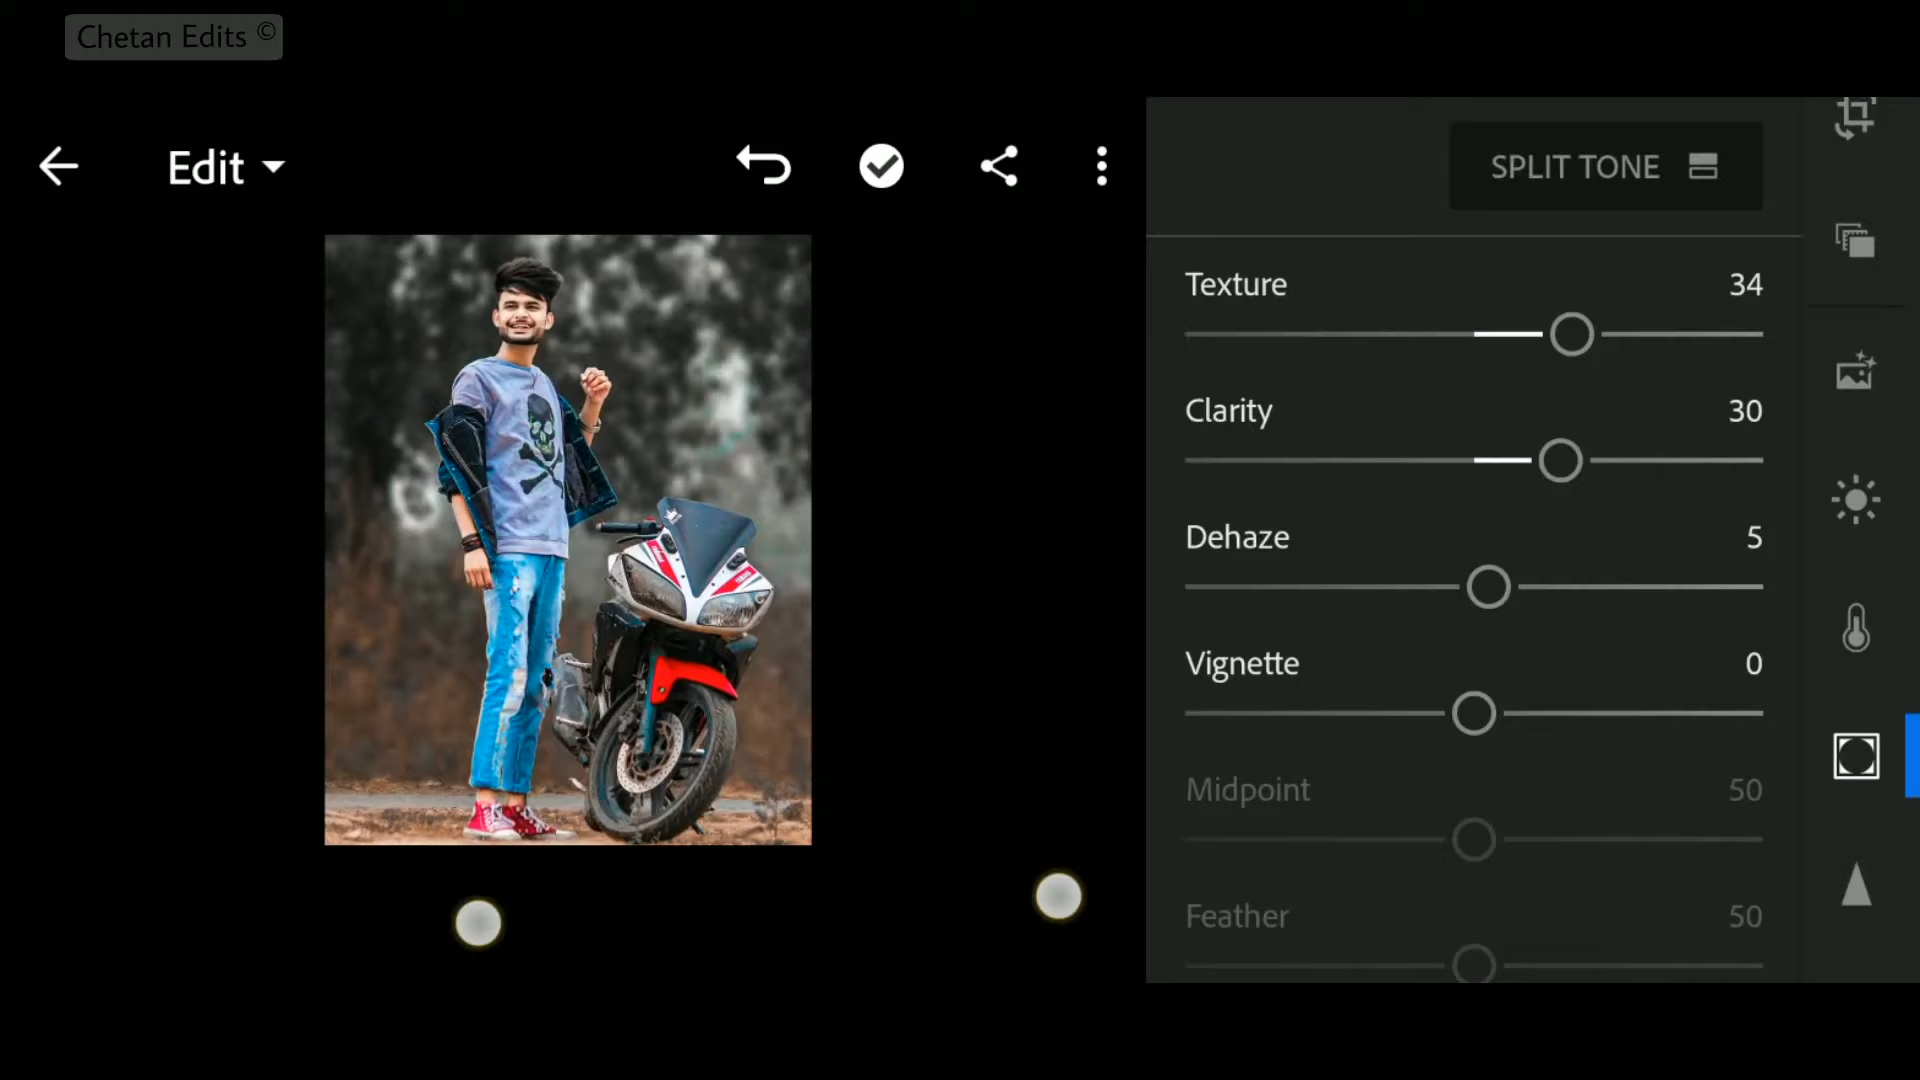 Chetan Edits ©
Edit
SPLIT TONE
Texture 34
Clarity 30
Dehaze 5
Vignette 0
Midpoint 50
Feather 50